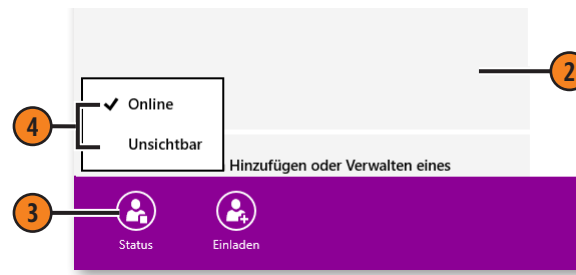 2
4
Online
Unsichtbar
Hinzufügen oder Verwalten eines
3
Status
Einladen